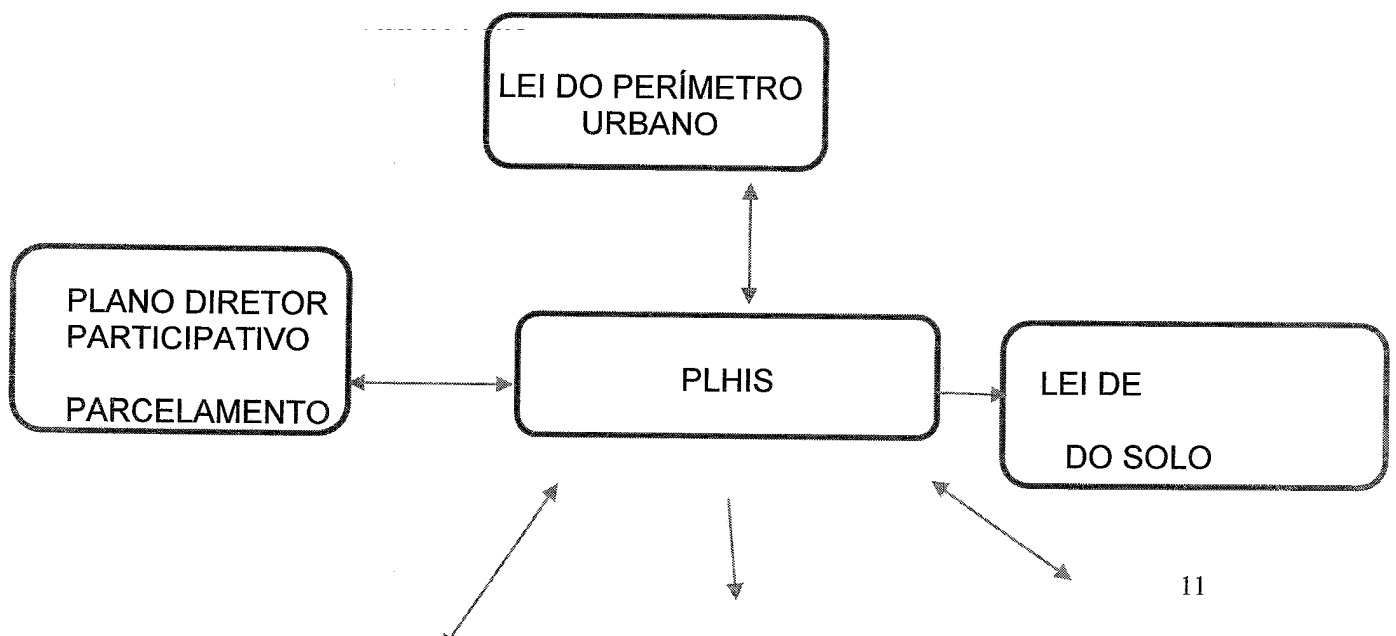 LEI DO PERÍMETRO
URBANO
PLANO DIRETOR
PARTICIPATIVO
PARCELAMENTO
PLHIS
LEI DE
DO SOLO
11